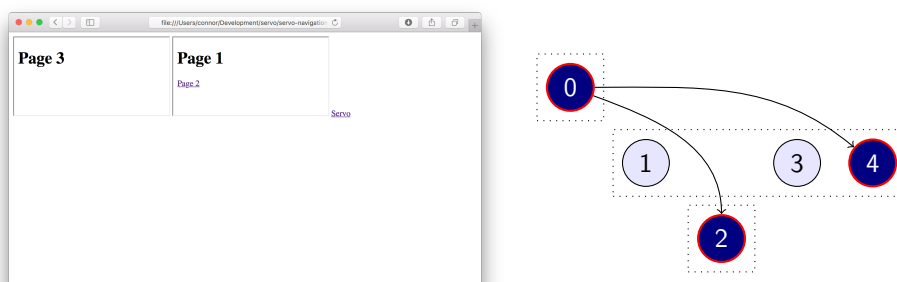 file:///Users/connor/Development/servo/servo-navigation
Page 3
Page 1
Page 2
Servo
0
1
3
4
2